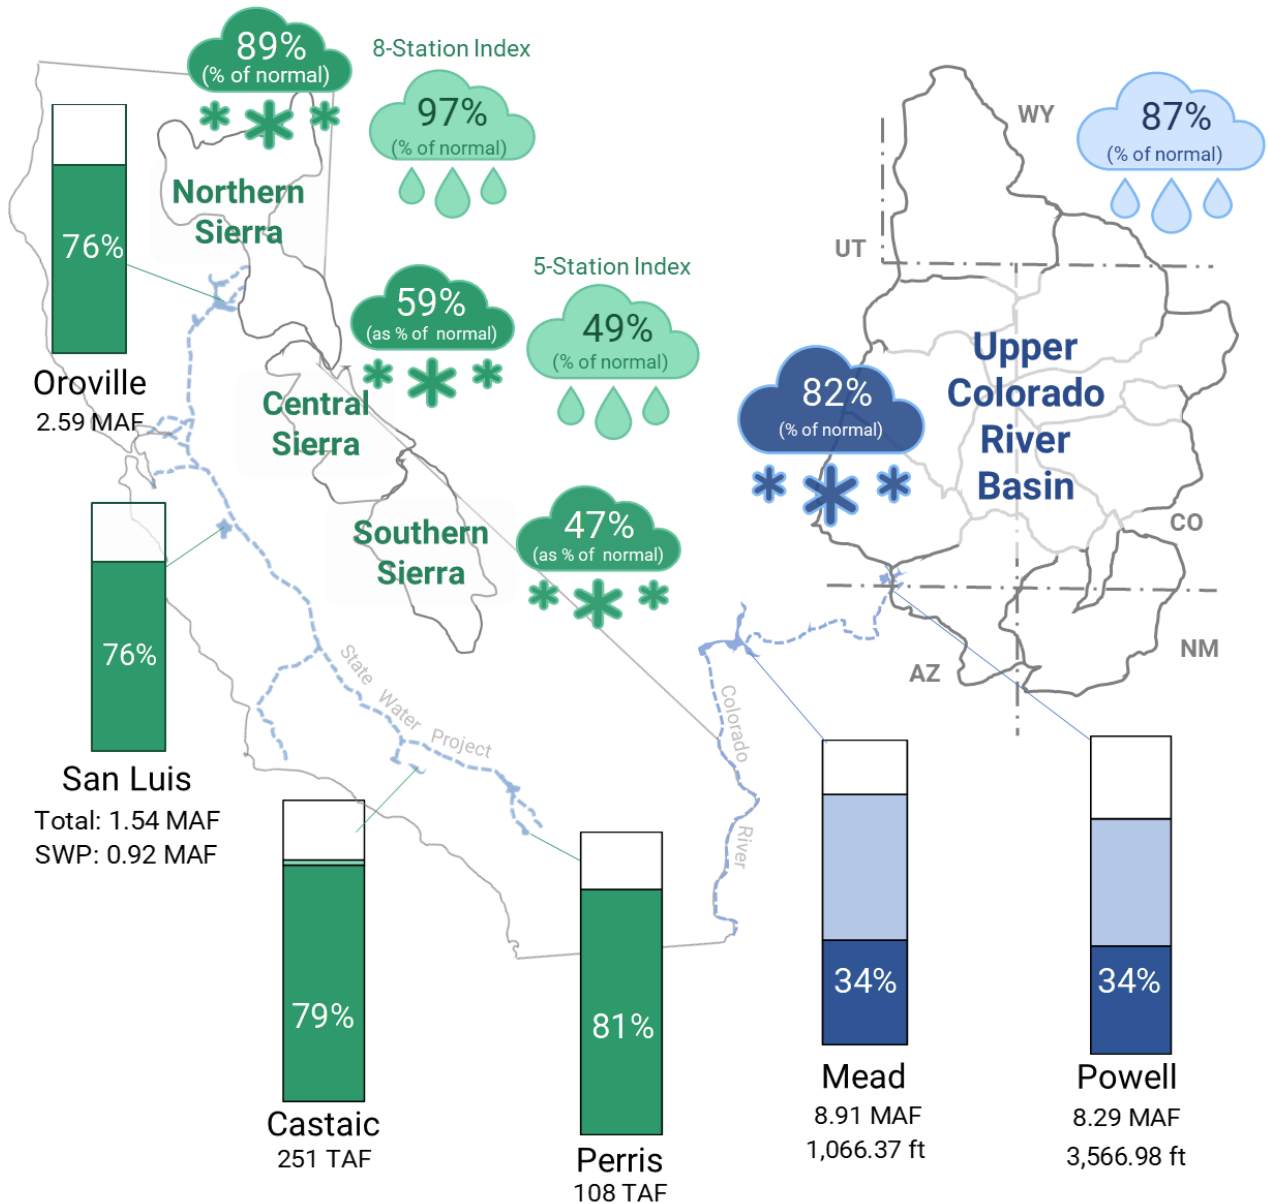 89%
(% of normal)
8-Station Index
97%
(% of normal)
Northern
Sierra
76%
Oroville
2.59 MAF
5-Station Index
59%
(as % of normal)
49%
(% of normal)
Central
Sierra
47%
(as % of normal)
Southern
Sierra
76%
San Luis
Total: 1.54 MAF
SWP: 0.92 MAF
State Water Project
79%
Castaic
251 TAF
81%
Perris
108 TAF
Colorado River
WY
87%
(% of normal)
UT
82%
(% of normal)
Upper
Colorado
River
Basin
CO
NM
AZ
34%
Mead
8.91 MAF
1,066.37 ft
34%
Powell
8.29 MAF
3,566.98 ft